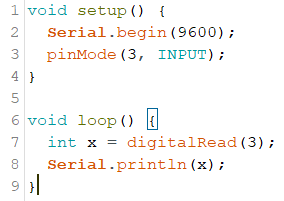 1 void setup() {
2   Serial.begin(9600);
3   pinMode(3, INPUT);
4 }
5
6 void loop() {
7   int x = digitalRead(3);
8   Serial.println(x);
9 }